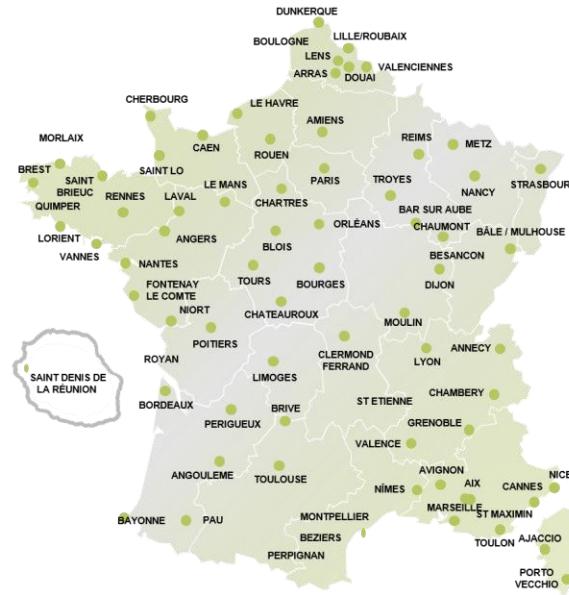 DUNKERQUE
LILLE/ROUBAIX
BOULOGNE
LENS
VALENCIENNES
ARRAS
DOUAI
CHERBOURG
LE HAVRE
AMIENS
MORLAIX
CAEN
ROUEN
REIMS
METZ
BREST
SAINT
BRIEUC
SAINT LO
PARIS
TROYES
NANCY
STRASBOUR
QUIMPER
RENNES
LAVAL
LE MANS
CHARTRES
BAR SUR AUBE
LORIENT
ANGERS
ORLÉANS
CHAUMONT
BÂLE / MULHOUSE
VANNES
BLOIS
NANTES
BESANCON
TOURS
BOURGES
DIJON
FONTENAY
LE COMTE
NIORT
CHATEAUROUX
MOULIN
ROYAN
POITIERS
CLERMOND
FERRAND
LYON
ANNECY
SAINT DENIS DE
LA RÉUNION
LIMOGES
BORDEAUX
ST ETIENNE
CHAMBERY
PERIGUEUX
BRIVE
GRENOBLE
VALENCE
ANGOULEME
TOULOUSE
AVIGNON
AIX
NICE
NÎMES
CANNES
BAYONNE
PAU
MONTPELLIER
MARSEILLE
ST MAXIMIN
BEZIERS
TOULON
AJACCIO
PERPIGNAN
PORTO
VECCHIO